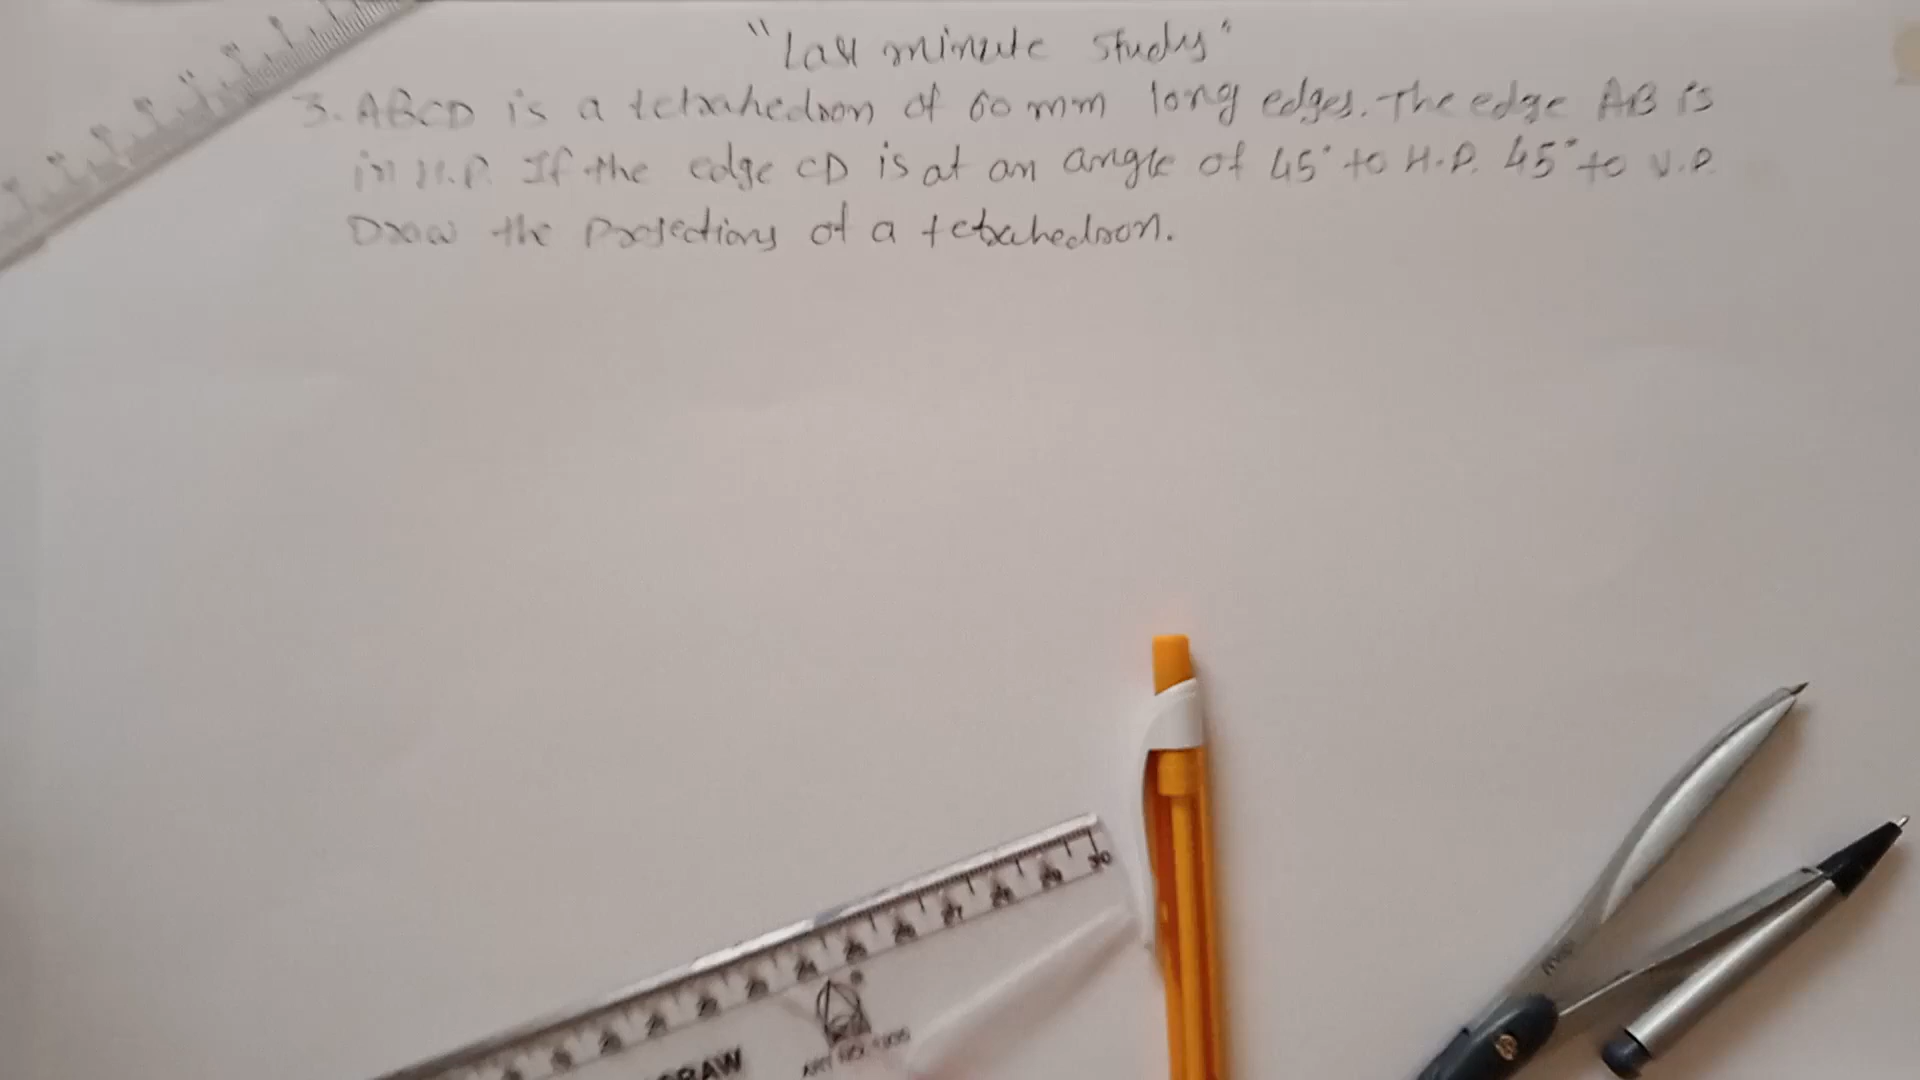 "Last minute study"
3. ABCD is a tetrahedron of 60 mm long edges. The edge AB is
in H.P. If the edge CD is at an angle of 45° to H.P. 45° to V.P.
Draw the Projections of a tetrahedron.
30